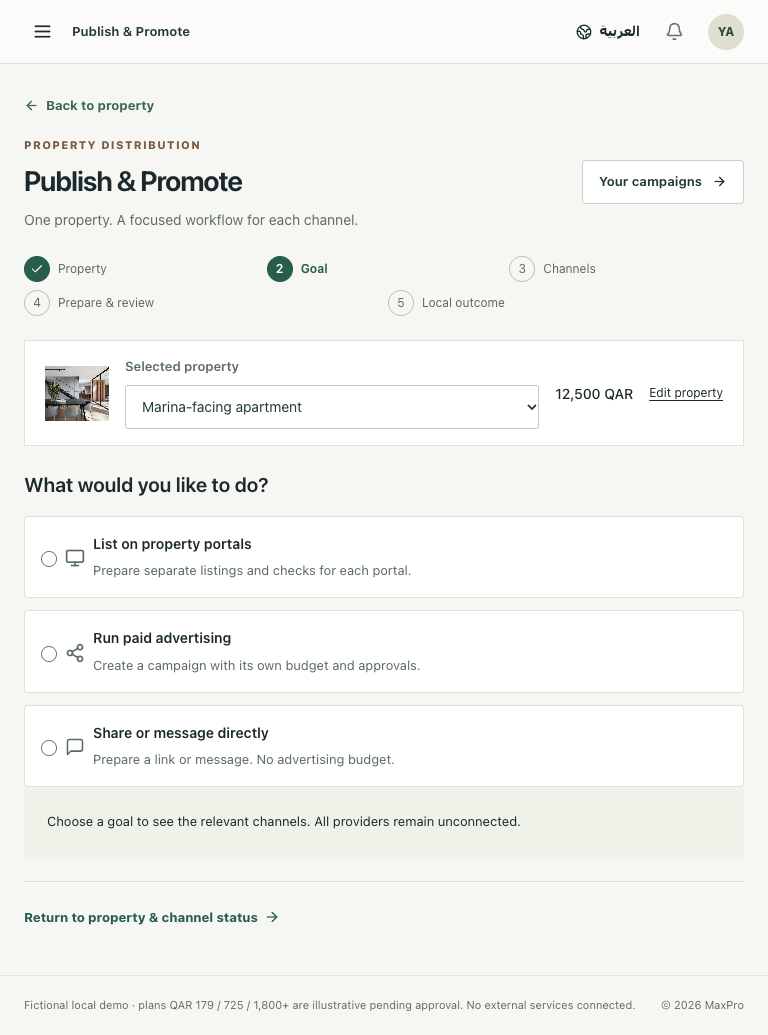 Publish & Promote
العربية
YA
Back to property
PROPERTY DISTRIBUTION
Publish & Promote
Your campaigns
One property. A focused workflow for each channel.
Property
2 Goal
3 Channels
4 Prepare & review
5 Local outcome
Selected property
Marina-facing apartment
12,500 QAR
Edit property
What would you like to do?
List on property portals
Prepare separate listings and checks for each portal.
Run paid advertising
Create a campaign with its own budget and approvals.
Share or message directly
Prepare a link or message. No advertising budget.
Choose a goal to see the relevant channels. All providers remain unconnected.
Return to property & channel status
Fictional local demo · plans QAR 179 / 725 / 1,800+ are illustrative pending approval. No external services connected.
© 2026 MaxPro